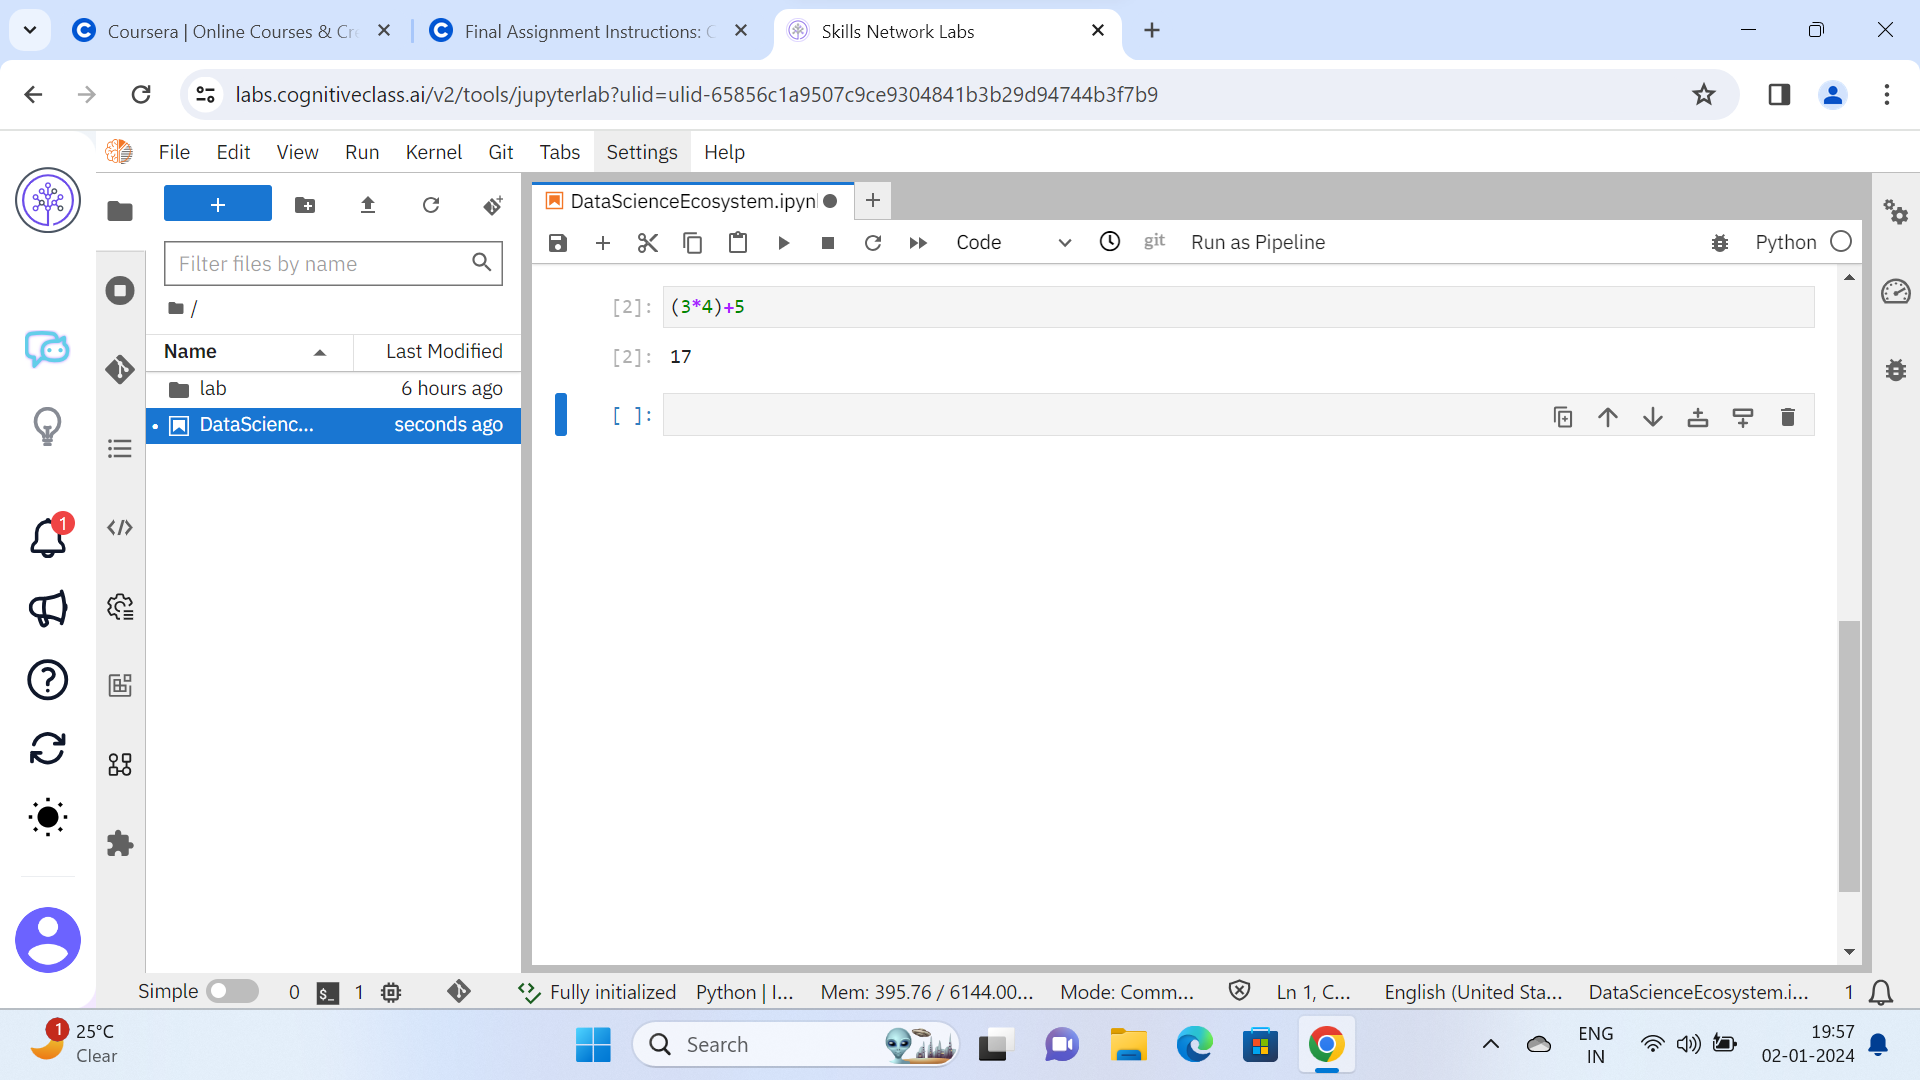 Coursera | Online Courses & Cre
Final Assignment Instructions: C
Skills Network Labs
labs.cognitiveclass.ai/v2/tools/jupyterlab?ulid=ulid-65856c1a9507c9ce9304841b3b29d94744b3f7b9
File Edit View Run Kernel Git Tabs Settings Help
DataScienceEcosystem.ipyn
Code
git
Run as Pipeline
Python
Filter files by name
/
Name
Last Modified
lab
6 hours ago
DataScienc...
seconds ago
[2]:
(3*4)+5
[2]:
17
[ ]:
1
Simple
0
$_
1
Fully initialized
Python | I...
Mem: 395.76 / 6144.00...
Mode: Comm...
Ln 1, C...
English (United Sta...
DataScienceEcosystem.i...
1
1
25°C
Clear
Search
ENG
IN
19:57
02-01-2024